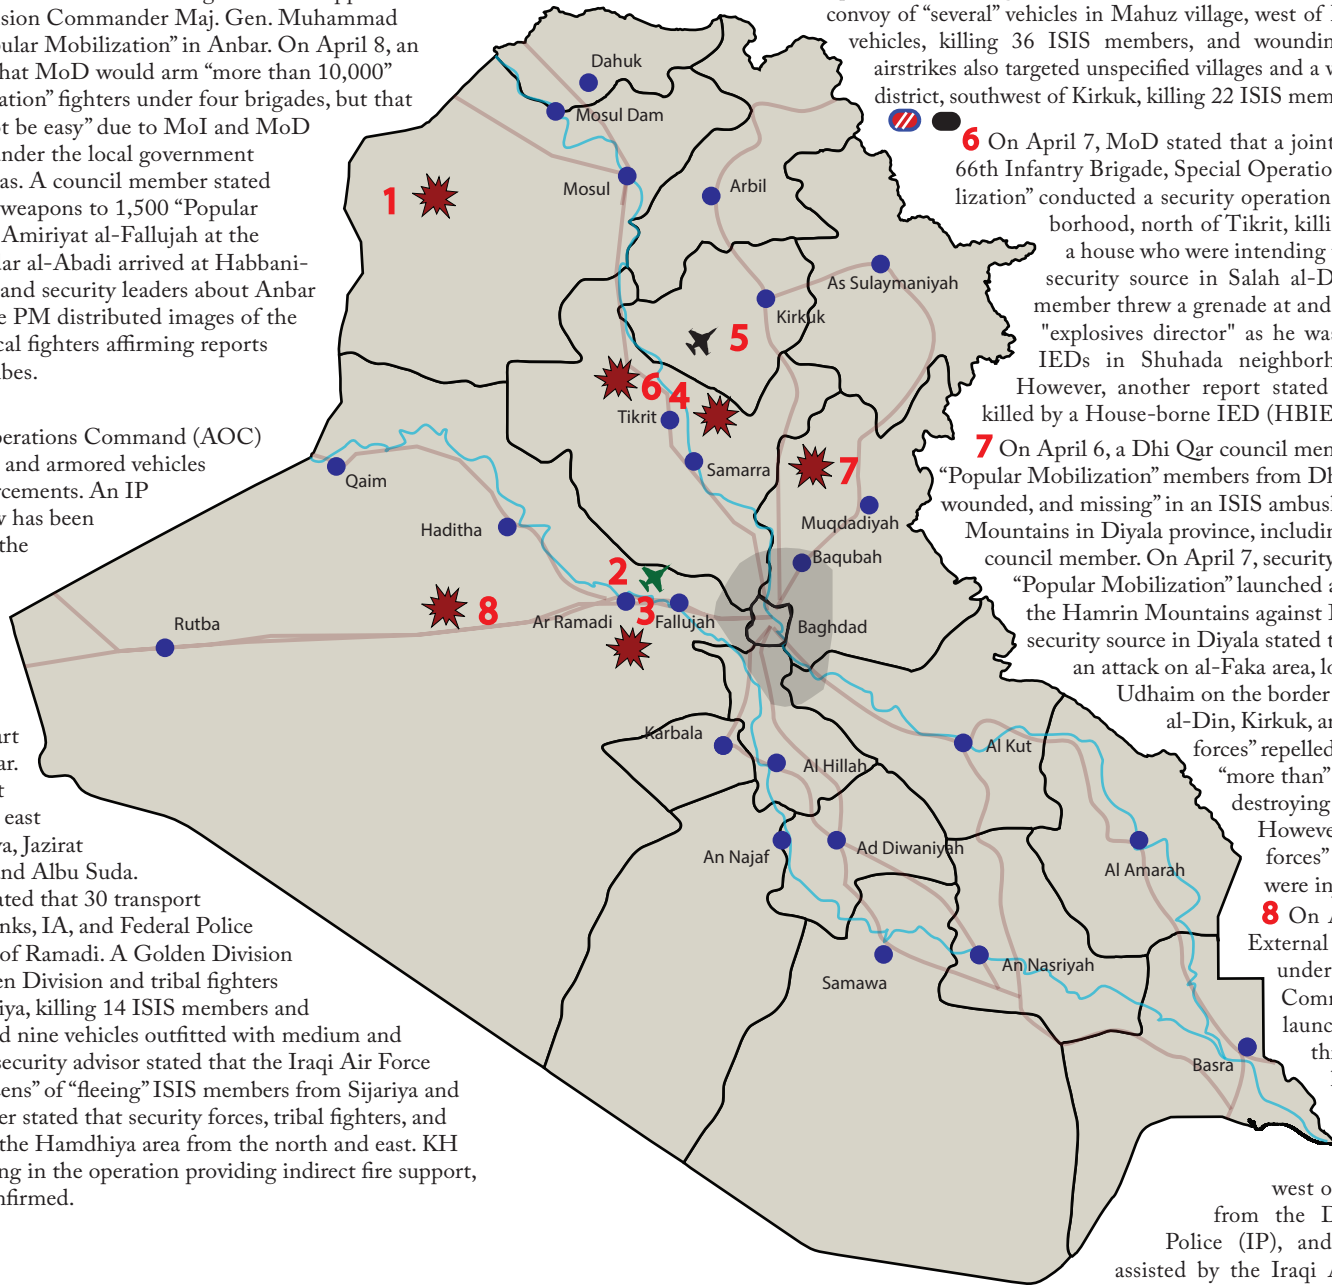 sion Commander Maj. Gen. Muhammad
pular Mobilization” in Anbar. On April 8, an
hat MoD would arm “more than 10,000”
ation” fighters under four brigades, but that
t be easy” due to MoI and MoD
under the local government
as. A council member stated
weapons to 1,500 “Popular
Amiriyat al-Fallujah at the
ar al-Abadi arrived at Habbani-
and security leaders about Anbar
e PM distributed images of the
cal fighters affirming reports
ibes.
perations Command (AOC)
and armored vehicles
rcements. An IP
w has been
the
art
ar.
t
east
va, Jazirat
and Albu Suda.
ated that 30 transport
nks, IA, and Federal Police
of Ramadi. A Golden Division
en Division and tribal fighters
iya, killing 14 ISIS members and
d nine vehicles outfitted with medium and
security advisor stated that the Iraqi Air Force
ens” of “fleeing” ISIS members from Sijariya and
er stated that security forces, tribal fighters, and
the Hamdhiya area from the north and east. KH
ng in the operation providing indirect fire support,
nfirmed.
Dahuk
Mosul Dam
Mosul
Arbil
1
As Sulaymaniyah
Kirkuk
5
6
4
Tikrit
Samarra
7
Qaim
Muqdadiyah
Haditha
Baqubah
2
8
Ar Ramadi
3
Fallujah
Baghdad
Rutba
Karbala
Al Kut
Al Hillah
An Najaf
Ad Diwaniyah
Al Amarah
Samawa
An Nasriyah
Basra
convoy of “several” vehicles in Mahuz village, west of
vehicles, killing 36 ISIS members, and woundin
airstrikes also targeted unspecified villages and a
district, southwest of Kirkuk, killing 22 ISIS mem
6 On April 7, MoD stated that a joint
66th Infantry Brigade, Special Operatio
lization” conducted a security operation
borhood, north of Tikrit, killi
a house who were intending
security source in Salah al-D
member threw a grenade at and
"explosives director" as he was
IEDs in Shuhada neighborh
However, another report stated
killed by a House-borne IED (HBIE
7 On April 6, a Dhi Qar council mem
“Popular Mobilization” members from Dh
wounded, and missing” in an ISIS ambus
Mountains in Diyala province, includin
council member. On April 7, security
“Popular Mobilization” launched a
the Hamrin Mountains against
security source in Diyala stated t
an attack on al-Faka area, lo
Udhaim on the border
al-Din, Kirkuk, an
forces” repelled
“more than”
destroying
Howeve
forces”
were in
8 On A
External
under
Comm
launc
thr
west o
from the D
Police (IP), and
assisted by the Iraqi A